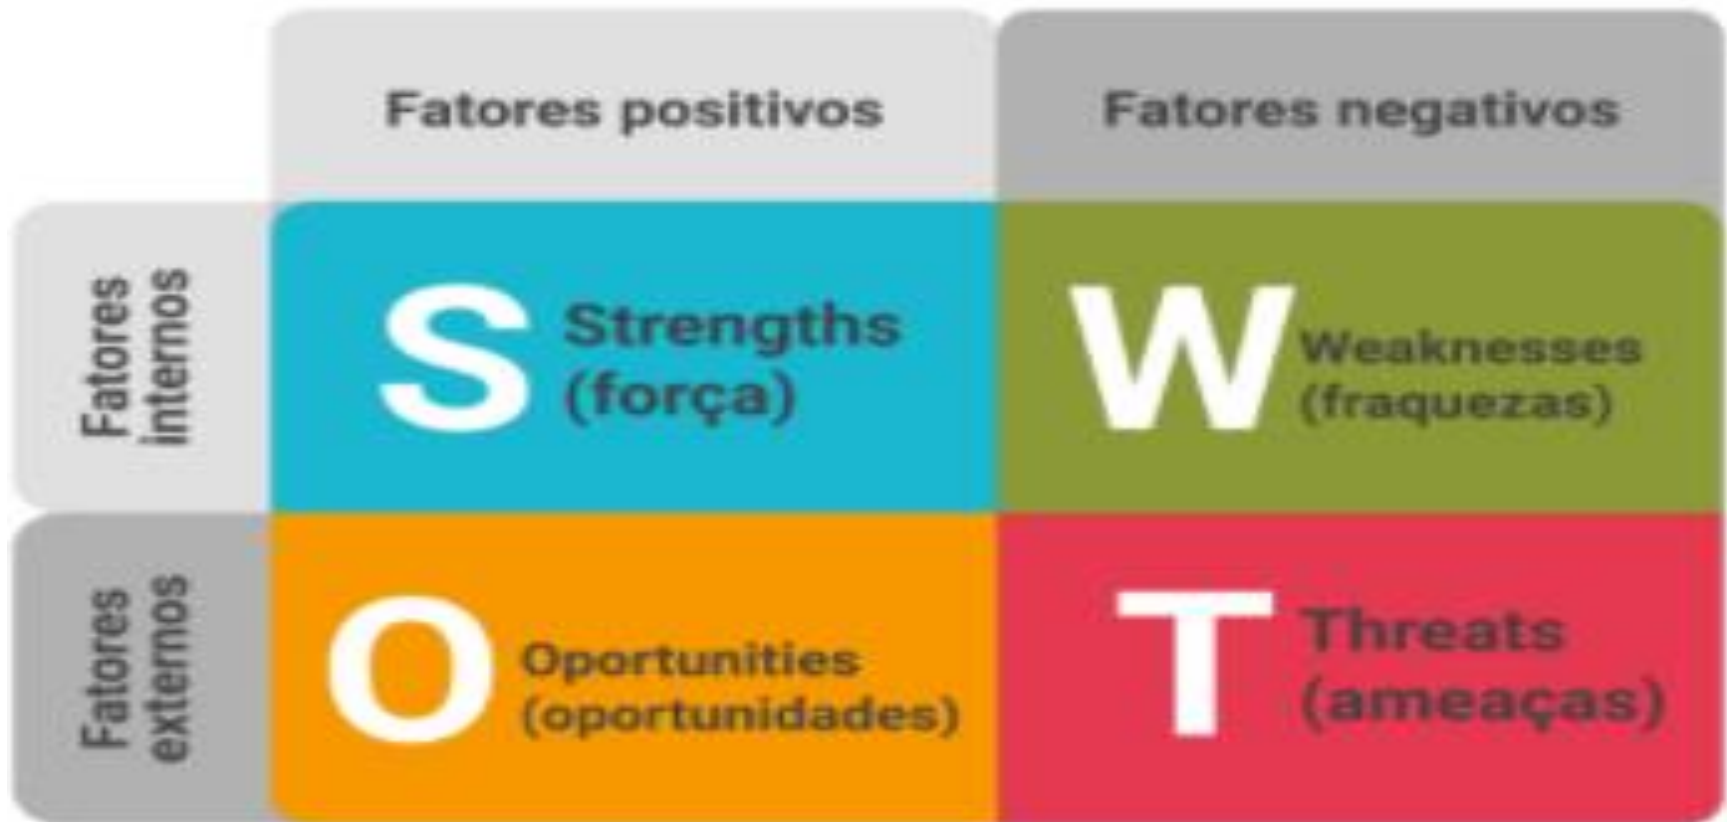 Fatores positivos
Fatores negativos
Fatores
internos
S
Strengths
(força)
W
Weaknesses
(fraquezas)
Fatores
externos
O
Oportunities
(oportunidades)
T
Threats
(ameaças)